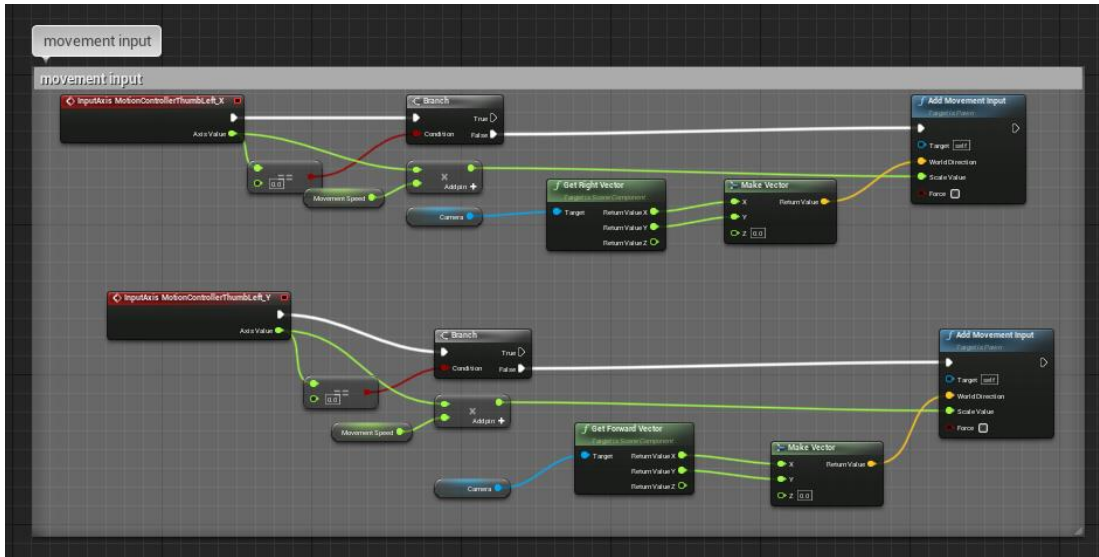 movement input
movement input
InputAxis MotionControllerThumbLeft_X
Axis Value
==
0.0
Movement Speed
Branch
True
Condition
False
X
Add pin +
Camera
Get Right Vector
Target is Scene Component
Target
Return Value X
Return Value Y
Return Value Z
Make Vector
X
Return Value
Y
Z 0.0
Add Movement Input
Target is Pawn
Target self
World Direction
Scale Value
Force
InputAxis MotionControllerThumbLeft_Y
Axis Value
==
0.0
Movement Speed
Branch
True
Condition
False
X
Add pin +
Camera
Get Forward Vector
Target is Scene Component
Target
Return Value X
Return Value Y
Return Value Z
Make Vector
X
Return Value
Y
Z 0.0
Add Movement Input
Target is Pawn
Target self
World Direction
Scale Value
Force